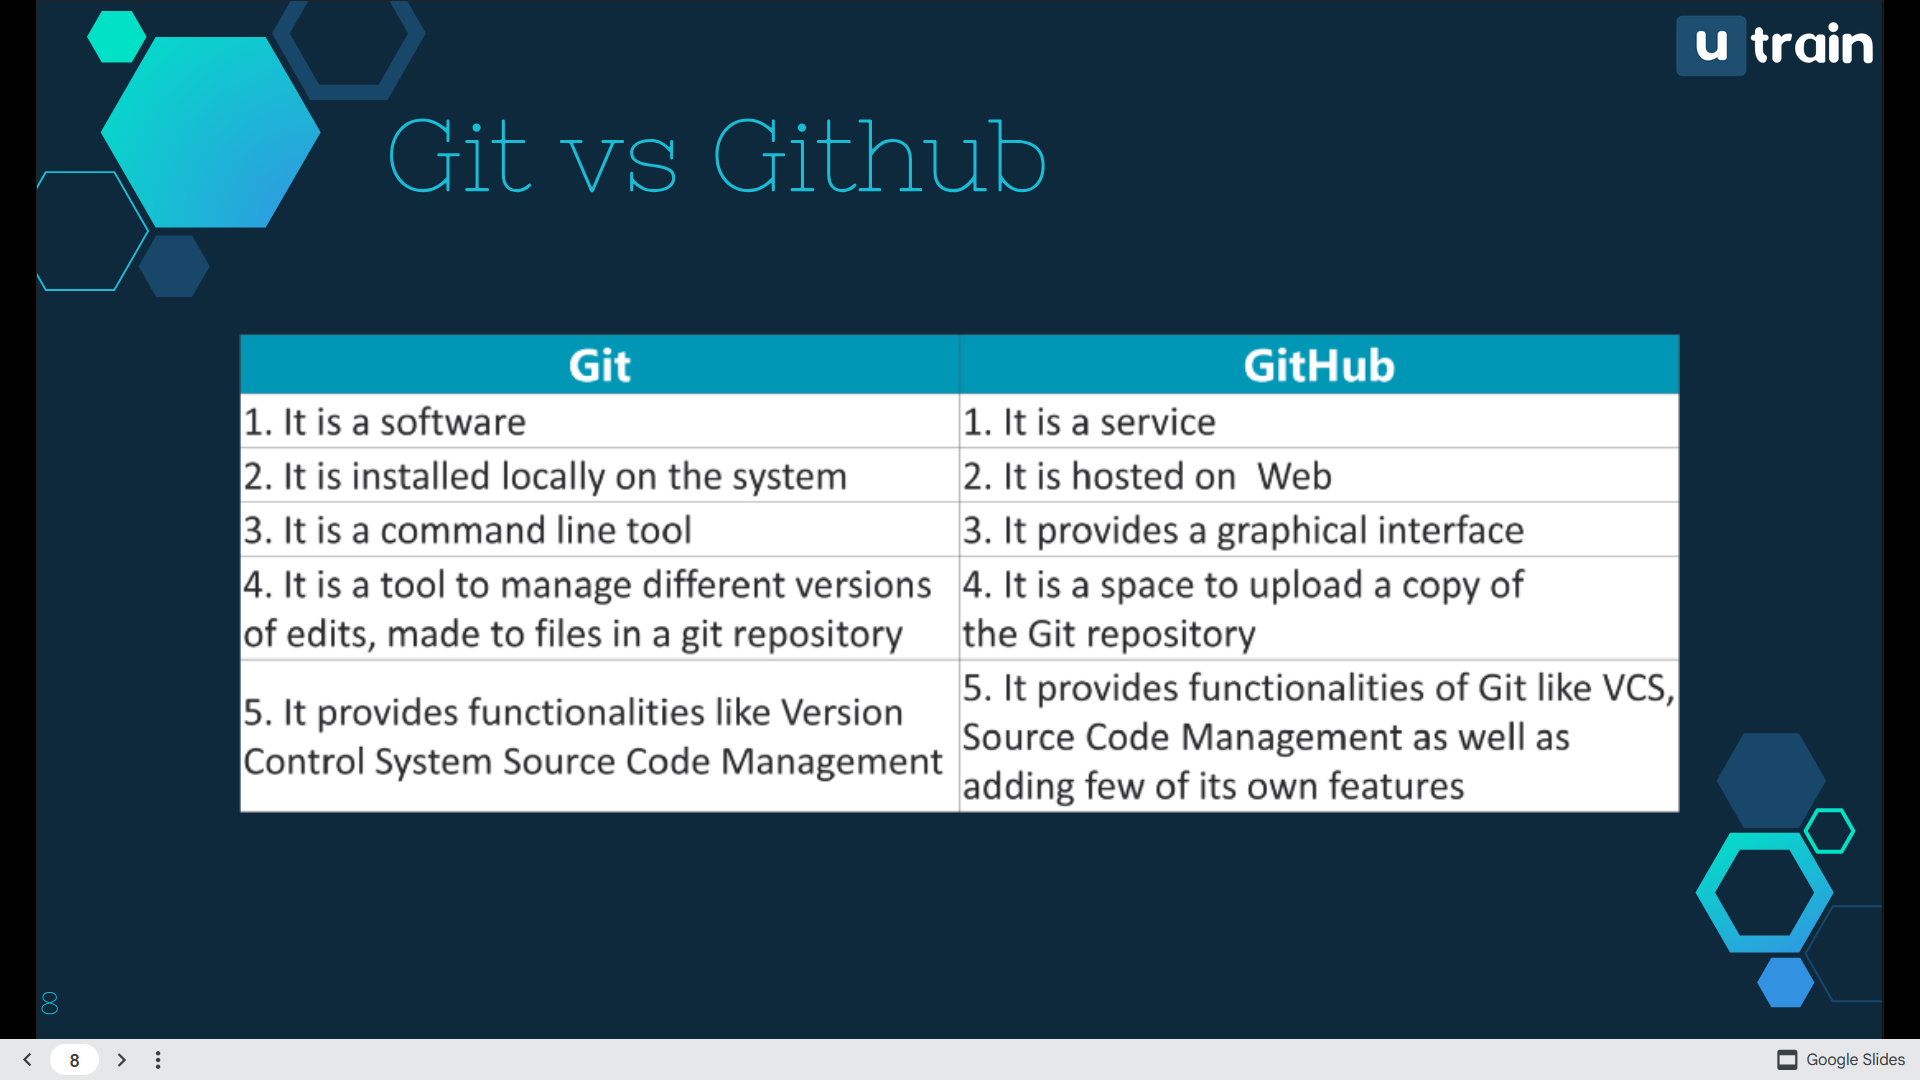 u train
Git vs Github
Git
GitHub
1. It is a software
1. It is a service
2. It is installed locally on the system
2. It is hosted on  Web
3. It is a command line tool
3. It provides a graphical interface
4. It is a tool to manage different versions
of edits, made to files in a git repository
4. It is a space to upload a copy of
the Git repository
5. It provides functionalities like Version
Control System Source Code Management
5. It provides functionalities of Git like VCS,
Source Code Management as well as
adding few of its own features
8
8
Google Slides